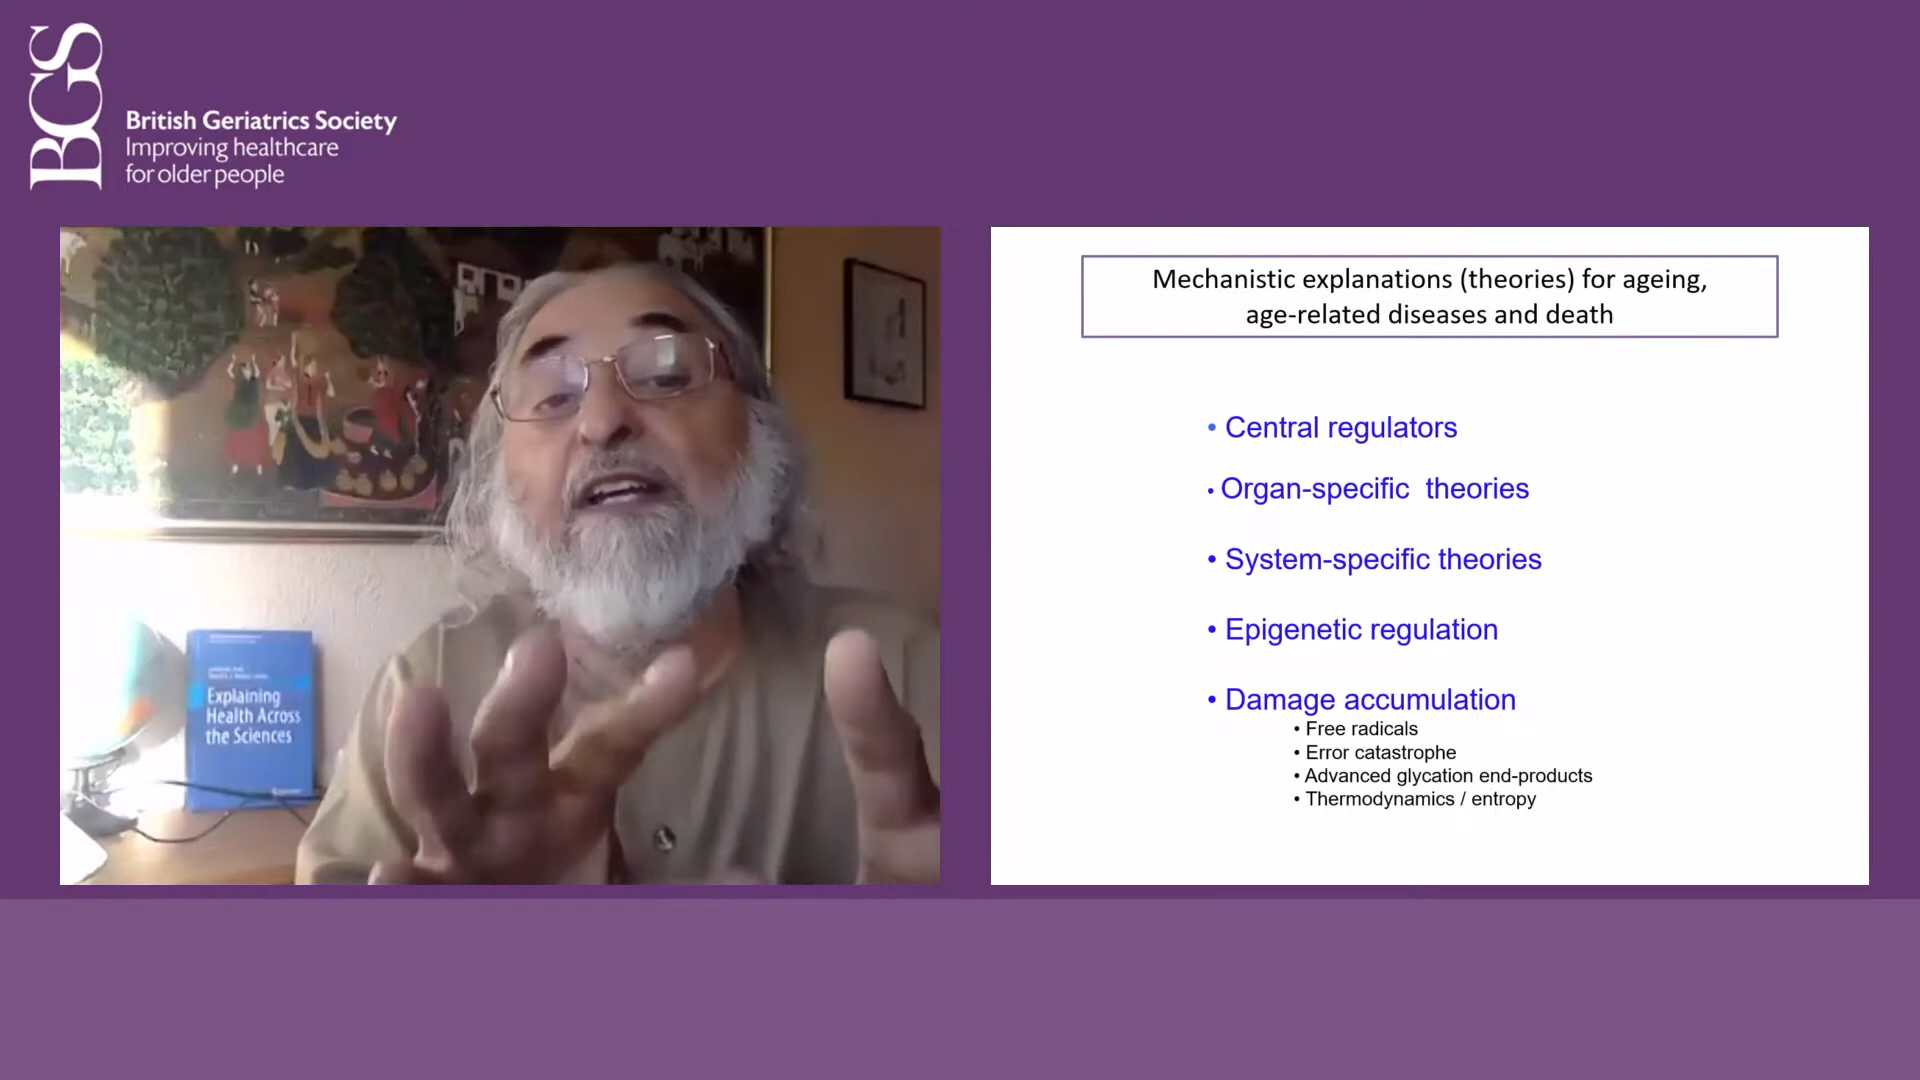 BGS
British Geriatrics Society
Improving healthcare
for older people
Explaining
Health Across
the Sciences
Mechanistic explanations (theories) for ageing,
age-related diseases and death
• Central regulators
• Organ-specific theories
• System-specific theories
• Epigenetic regulation
• Damage accumulation
• Free radicals
• Error catastrophe
• Advanced glycation end-products
• Thermodynamics / entropy